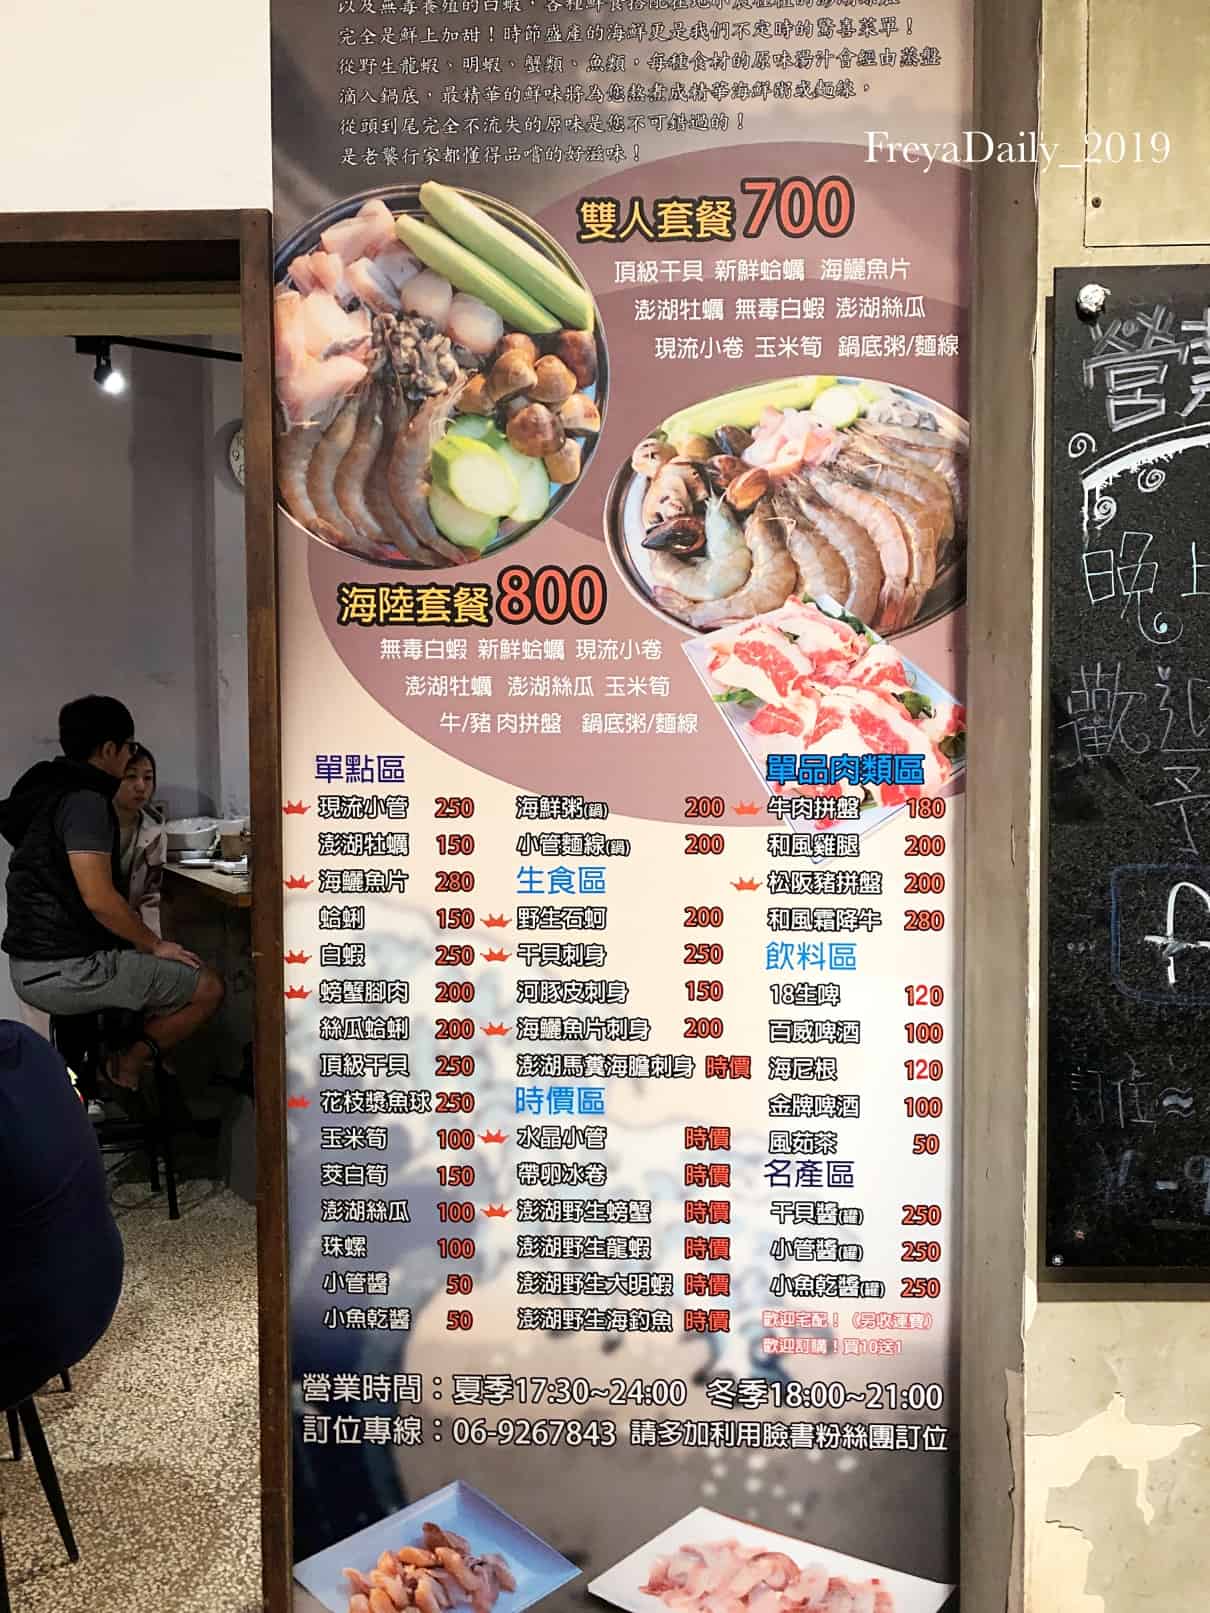 以及無毒養殖的白蝦,各種鮮食搭配在地小農種植的澎湖絲瓜
完全是鮮上加甜!時節盛產的海鮮更是我們不定時的驚喜菜單!
從野生龍蝦、明蝦、蟹類、魚類,每種食材的原味湯汁會經由蒸盤
滴入鍋底,最精華的鮮味將為您熬煮成精華海鮮粥或麵線,
從頭到尾完全不流失的原味是您不可錯過的!
是老饕行家都懂得品嚐的好滋味!
FreyaDaily_2019
雙人套餐 700
頂級干貝 新鮮蛤蠣 海鱺魚片
澎湖牡蠣 無毒白蝦 澎湖絲瓜
現流小卷 玉米筍 鍋底粥/麵線
海陸套餐 800
無毒白蝦 新鮮蛤蠣 現流小卷
澎湖牡蠣 澎湖絲瓜 玉米筍
牛/豬 肉拼盤 鍋底粥/麵線
單點區
現流小管 250
澎湖牡蠣 150
海鱺魚片 280
蛤蜊 150
白蝦 250
螃蟹腳肉 200
絲瓜蛤蜊 200
頂級干貝 250
花枝漿魚球 250
玉米筍 100
茭白筍 150
澎湖絲瓜 100
珠螺 100
小管醬 50
小魚乾醬 50
海鮮粥(鍋) 200
小管麵線(鍋) 200
生食區
野生石蚵 200
干貝刺身 250
河豚皮刺身 150
海鱺魚片刺身 200
澎湖馬糞海膽刺身 時價
時價區
水晶小管 時價
帶卵冰卷 時價
澎湖野生螃蟹 時價
澎湖野生龍蝦 時價
澎湖野生大明蝦 時價
澎湖野生海釣魚 時價
單品肉類區
牛肉拼盤 180
和風雞腿 200
松阪豬拼盤 200
和風霜降牛 280
飲料區
18生啤 120
百威啤酒 100
海尼根 120
金牌啤酒 100
風茹茶 50
名產區
干貝醬(罐) 250
小管醬(罐) 250
小魚乾醬(罐) 250
歡迎宅配!(另收運費)
歡迎訂購!買10送1
營業時間:夏季17:30~24:00 冬季18:00~21:00
訂位專線:06-9267843 請多加利用臉書粉絲團訂位
營業
晚上
歡迎
訂位~